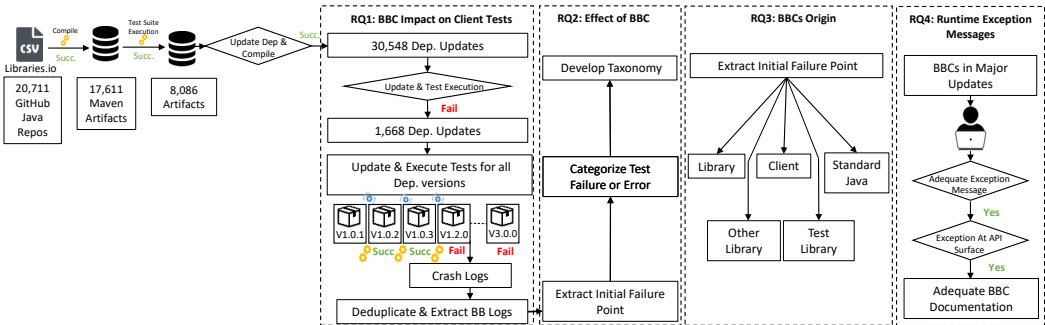 CSV
Libraries.io
20,711
GitHub
Java
Repos
Compile
Succ.
17,611
Maven
Artifacts
Test Suite
Execution
Succ.
8,086
Artifacts
Update Dep &
Compile
Succ.
RQ1: BBC Impact on Client Tests
30,548 Dep. Updates
Update & Test Execution
Fail
1,668 Dep. Updates
Update & Execute Tests for all
Dep. versions
V1.0.1 V1.0.2 V1.0.3 V1.2.0 V3.0.0
Succ. Succ. Fail Fail
Crash Logs
Deduplicate & Extract BB Logs
RQ2: Effect of BBC
Develop Taxonomy
Categorize Test
Failure or Error
Extract Initial Failure
Point
RQ3: BBCs Origin
Extract Initial Failure Point
Library
Client
Standard
Java
Other
Library
Test
Library
RQ4: Runtime Exception
Messages
BBCs in Major
Updates
Adequate Exception
Message
Yes
Exception At API
Surface
Yes
Adequate BBC
Documentation